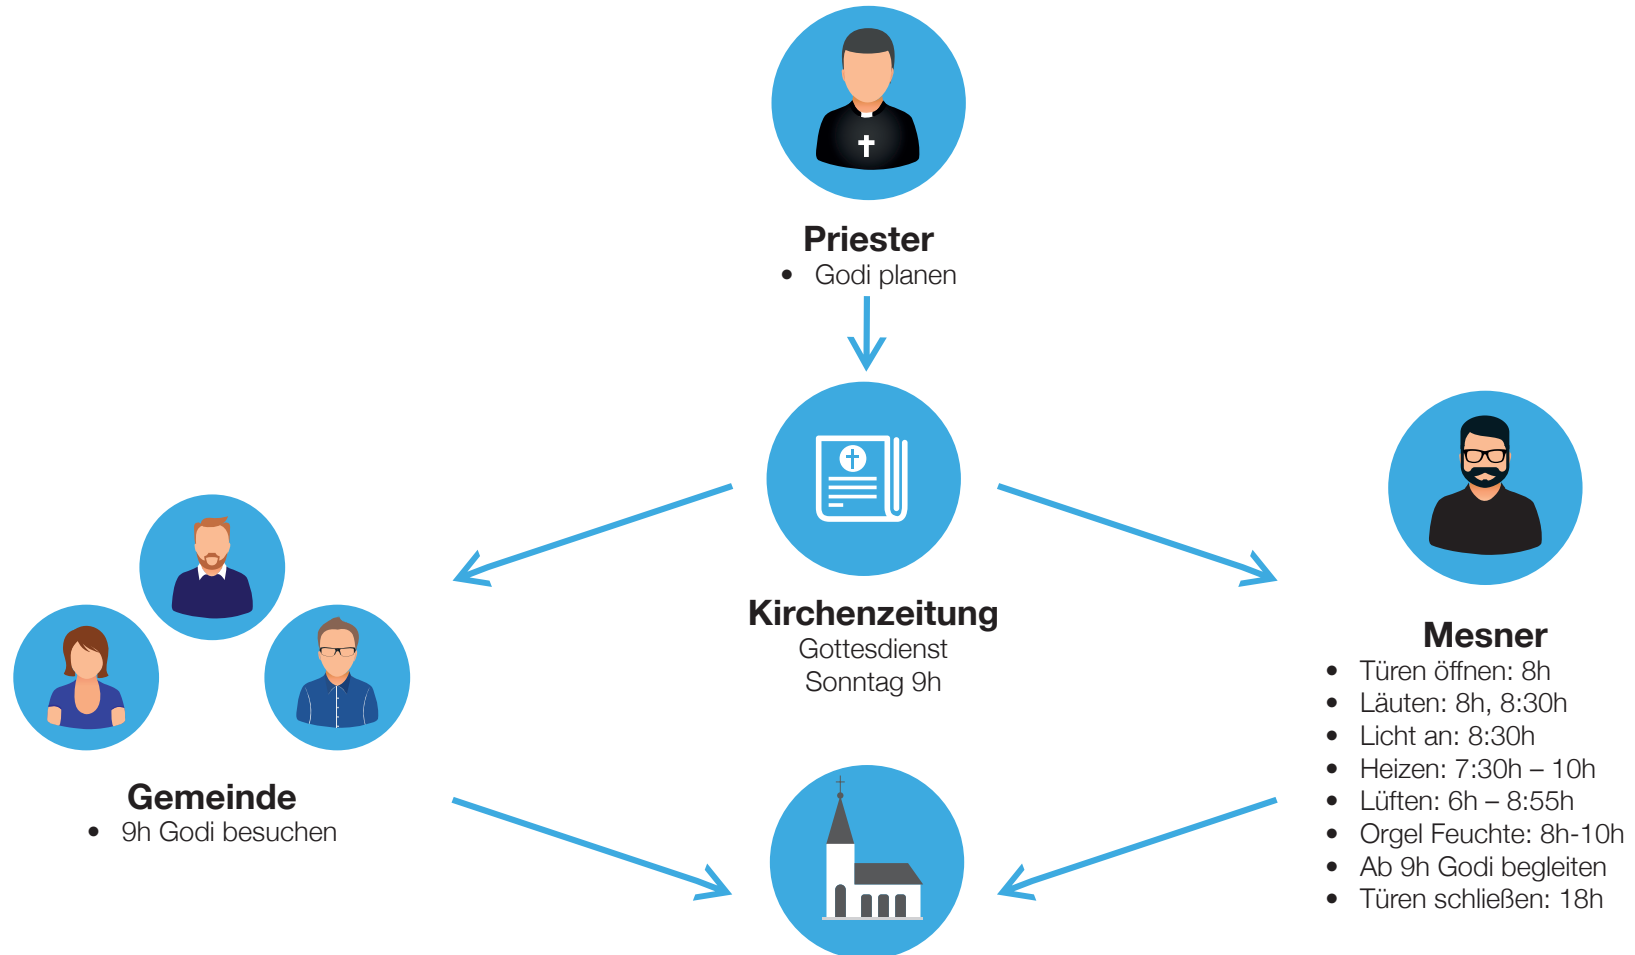 Priester
• Godi planen
Kirchenzeitung
Gottesdienst
Sonntag 9h
Gemeinde
• 9h Godi besuchen
Mesner
• Türen öffnen: 8h
• Läuten: 8h, 8:30h
• Licht an: 8:30h
• Heizen: 7:30h – 10h
• Lüften: 6h – 8:55h
• Orgel Feuchte: 8h-10h
• Ab 9h Godi begleiten
• Türen schließen: 18h